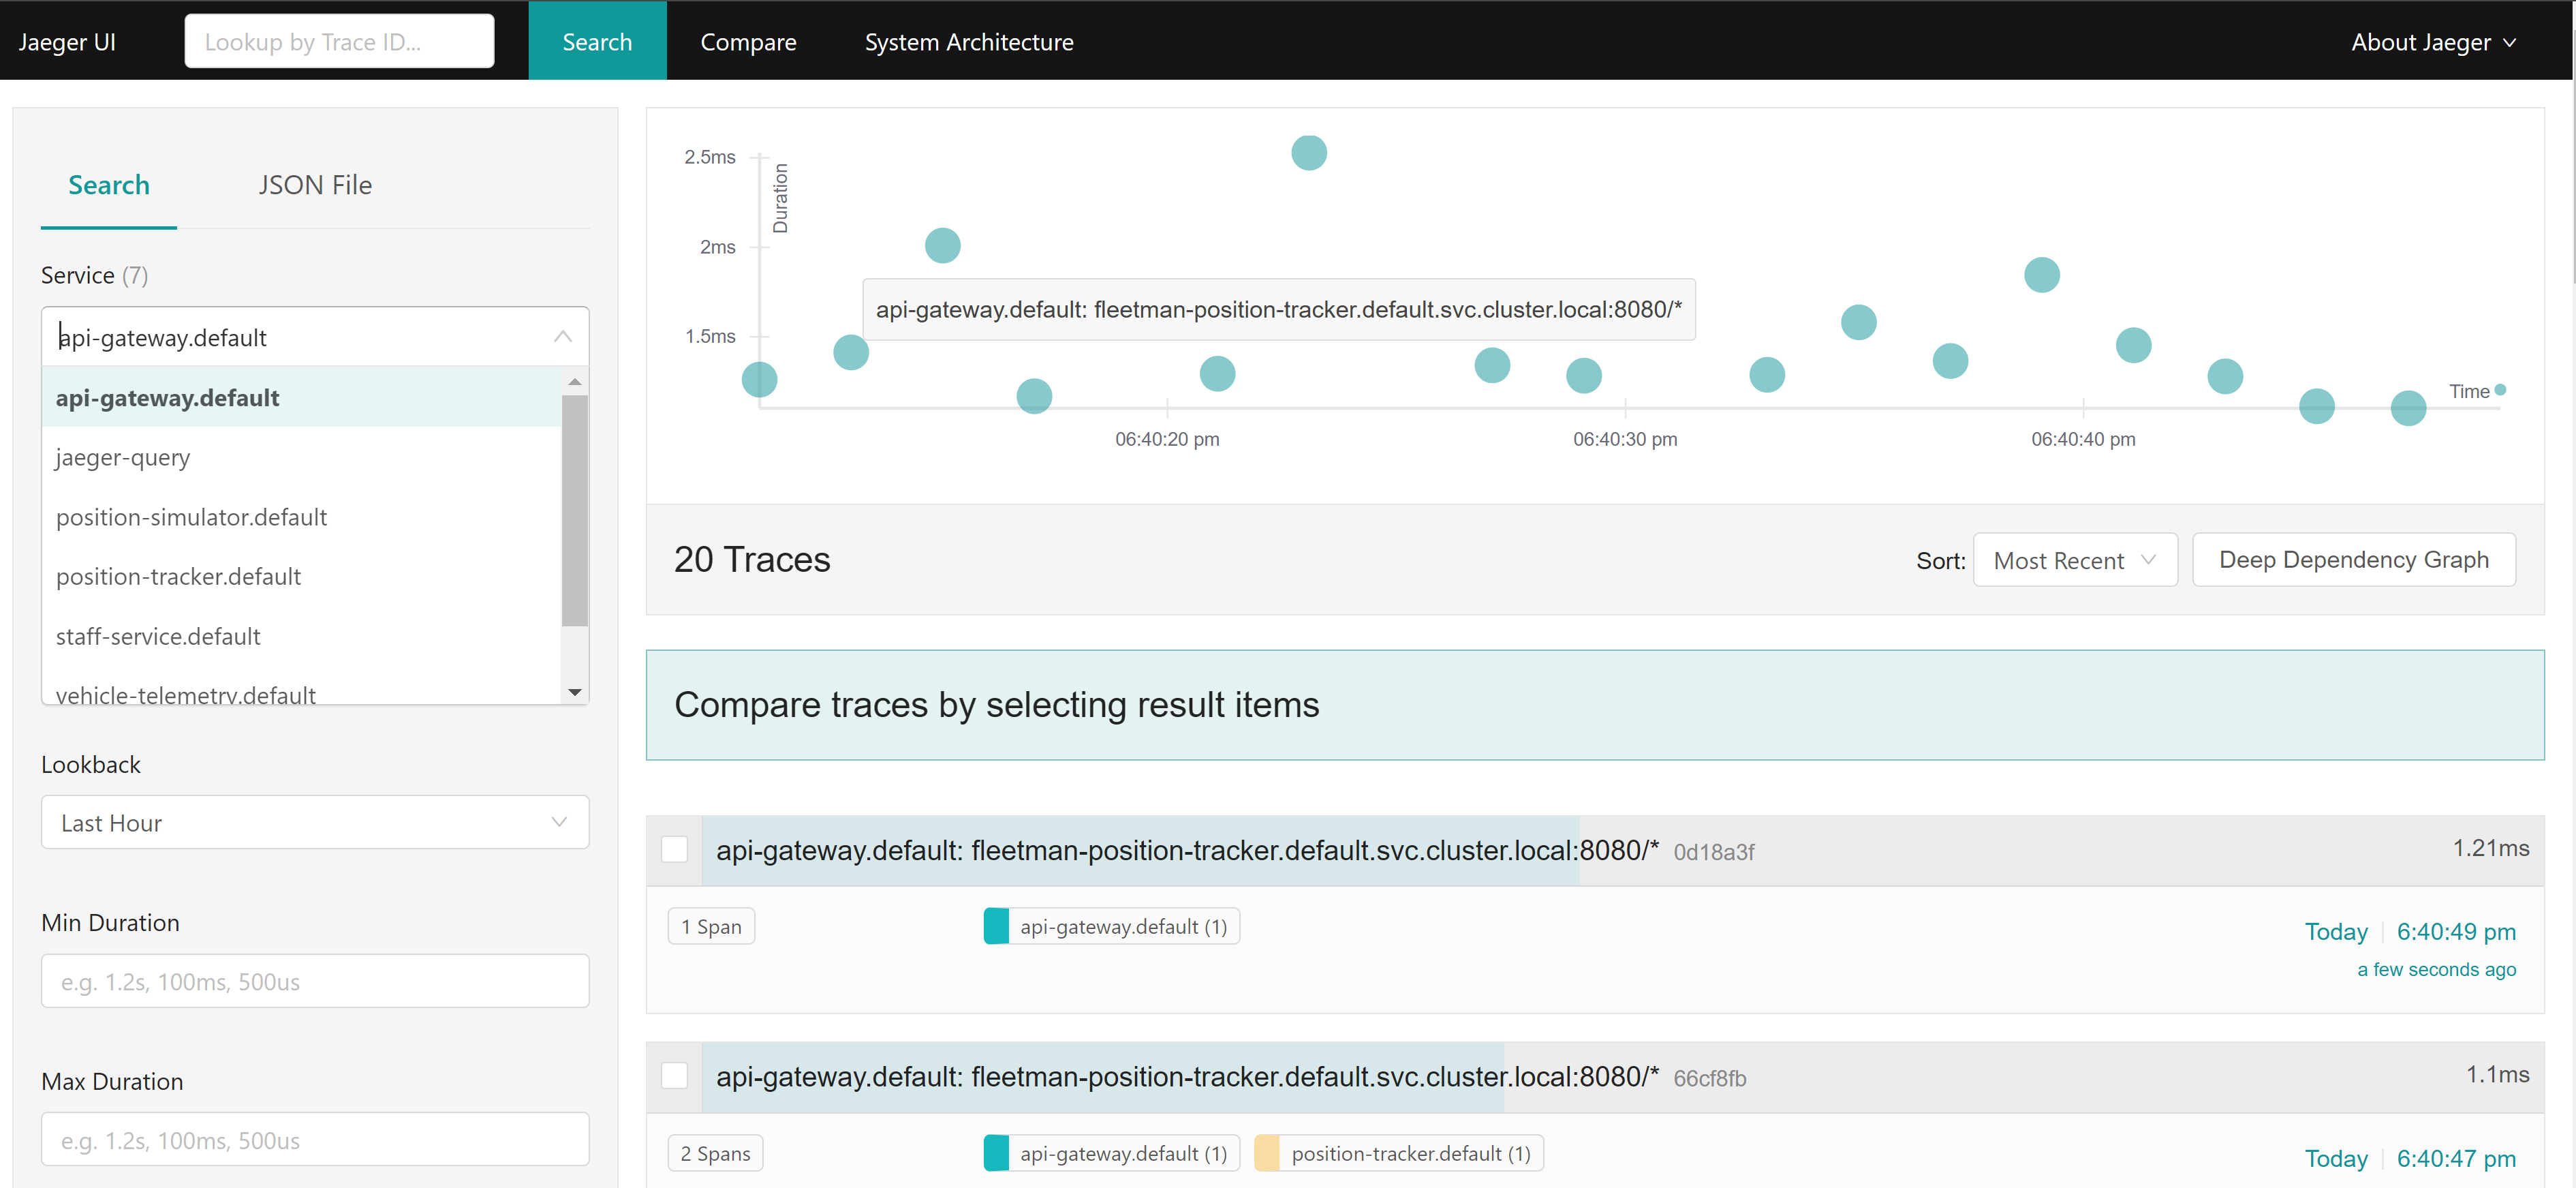 Jaeger UI
Lookup by Trace ID...
Search
Compare
System Architecture
About Jaeger
Search
JSON File
Service (7)
api-gateway.default
api-gateway.default
jaeger-query
position-simulator.default
position-tracker.default
staff-service.default
vehicle-telemetry.default
Lookback
Last Hour
Min Duration
e.g. 1.2s, 100ms, 500us
Max Duration
e.g. 1.2s, 100ms, 500us
2.5ms
2ms
1.5ms
Duration
api-gateway.default: fleetman-position-tracker.default.svc.cluster.local:8080/*
Time
06:40:20 pm
06:40:30 pm
06:40:40 pm
20 Traces
Sort:
Most Recent
Deep Dependency Graph
Compare traces by selecting result items
api-gateway.default: fleetman-position-tracker.default.svc.cluster.local:8080/* 0d18a3f
1.21ms
1 Span
api-gateway.default (1)
Today
6:40:49 pm
a few seconds ago
api-gateway.default: fleetman-position-tracker.default.svc.cluster.local:8080/* 66cf8fb
1.1ms
2 Spans
api-gateway.default (1)
position-tracker.default (1)
Today
6:40:47 pm